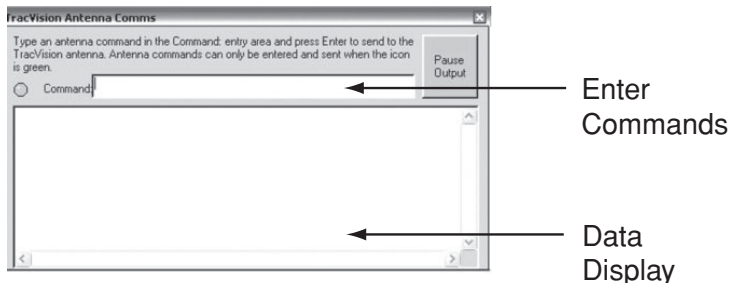 TracVision Antenna Comms
Type an antenna command in the Command: entry area and press Enter to send to the
TracVision antenna. Antenna commands can only be entered and sent when the icon
is green.
Pause
Output
Command:
Enter
Commands
Data
Display